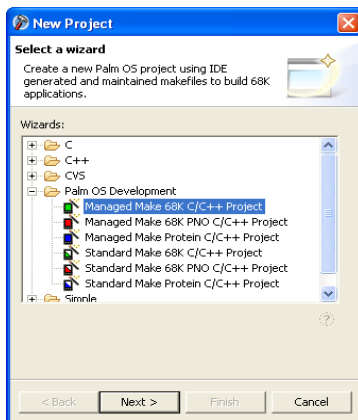 New Project
Select a wizard
Create a new Palm OS project using IDE
generated and maintained makefiles to build 68K
applications.
Wizards:
C
C++
CVS
Palm OS Development
Managed Make 68K C/C++ Project
Managed Make 68K PNO C/C++ Project
Managed Make Protein C/C++ Project
Standard Make 68K C/C++ Project
Standard Make 68K PNO C/C++ Project
Standard Make Protein C/C++ Project
Simple
< Back Next > Finish Cancel